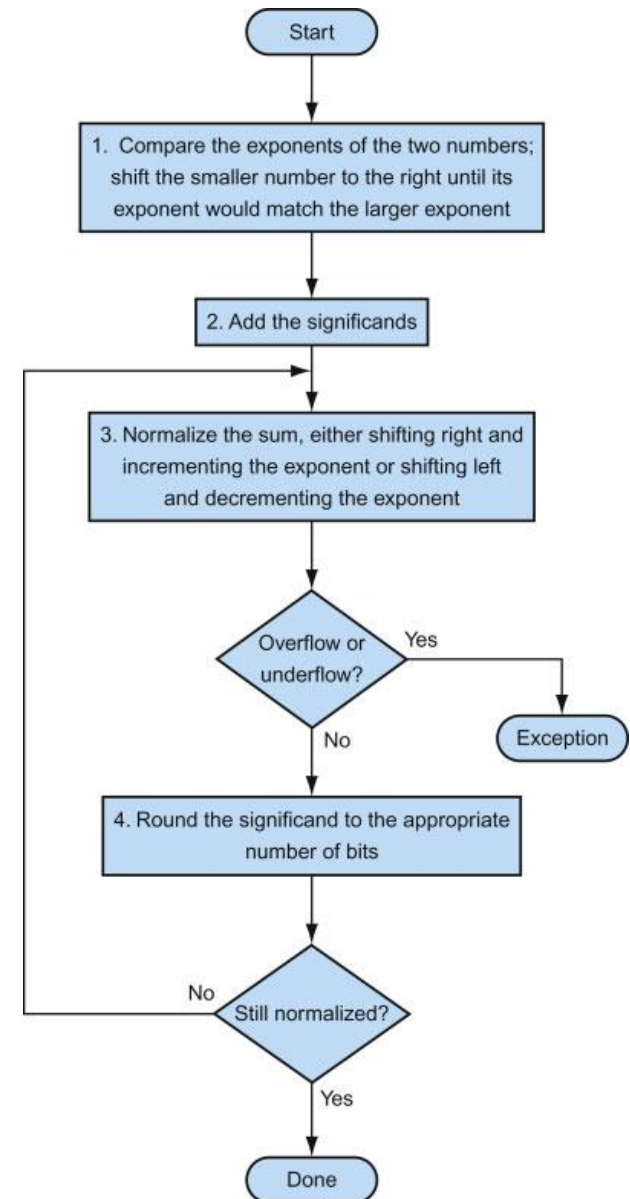 Start
1. Compare the exponents of the two numbers;
shift the smaller number to the right until its
exponent would match the larger exponent
2. Add the significands
3. Normalize the sum, either shifting right and
incrementing the exponent or shifting left
and decrementing the exponent
Overflow or
underflow?
Yes
Exception
No
4. Round the significand to the appropriate
number of bits
No
Still normalized?
Yes
Done